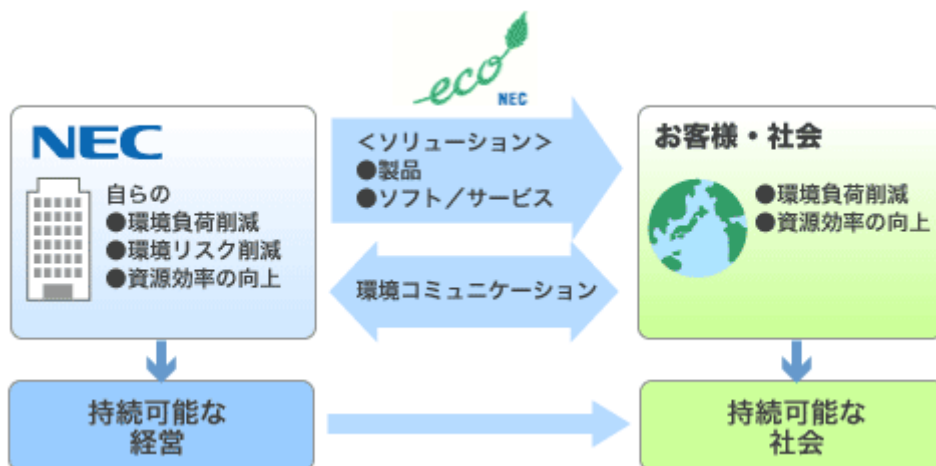 eco
NEC
NEC
自らの
●環境負荷削減
●環境リスク削減
●資源効率の向上
＜ソリューション＞
●製品
●ソフト／サービス
環境コミュニケーション
お客様・社会
●環境負荷削減
●資源効率の向上
持続可能な
経営
持続可能な
社会